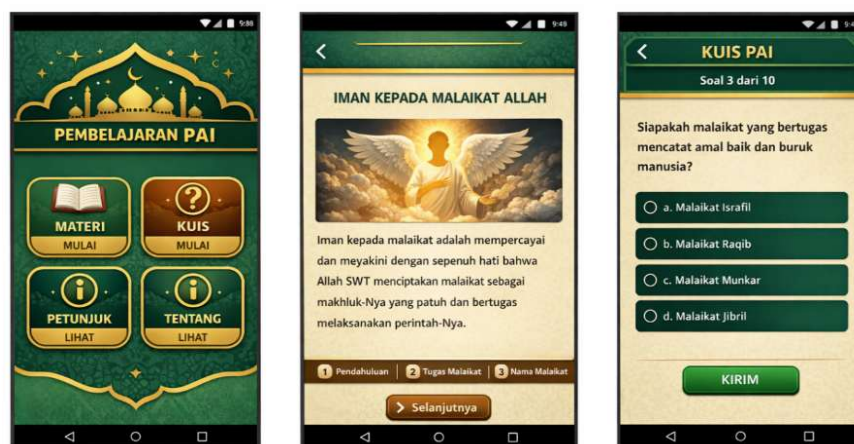 9:30
PEMBELAJARAN PAI
MATERI
MULAI
KUIS
MULAI
PETUNJUK
LIHAT
TENTANG
LIHAT
9:45
IMAN KEPADA MALAIKAT ALLAH
Iman kepada malaikat adalah mempercayai
dan meyakini dengan sepenuh hati bahwa
Allah SWT menciptakan malaikat sebagai
makhluk-Nya yang patuh dan bertugas
melaksanakan perintah-Nya.
1 Pendahuluan | 2 Tugas Malaikat | 3 Nama Malaikat
> Selanjutnya
KUIS PAI
Soal 3 dari 10
Siapakah malaikat yang bertugas
mencatat amal baik dan buruk
manusia?
a. Malaikat Israfil
b. Malaikat Raqib
c. Malaikat Munkar
d. Malaikat Jibril
KIRIM